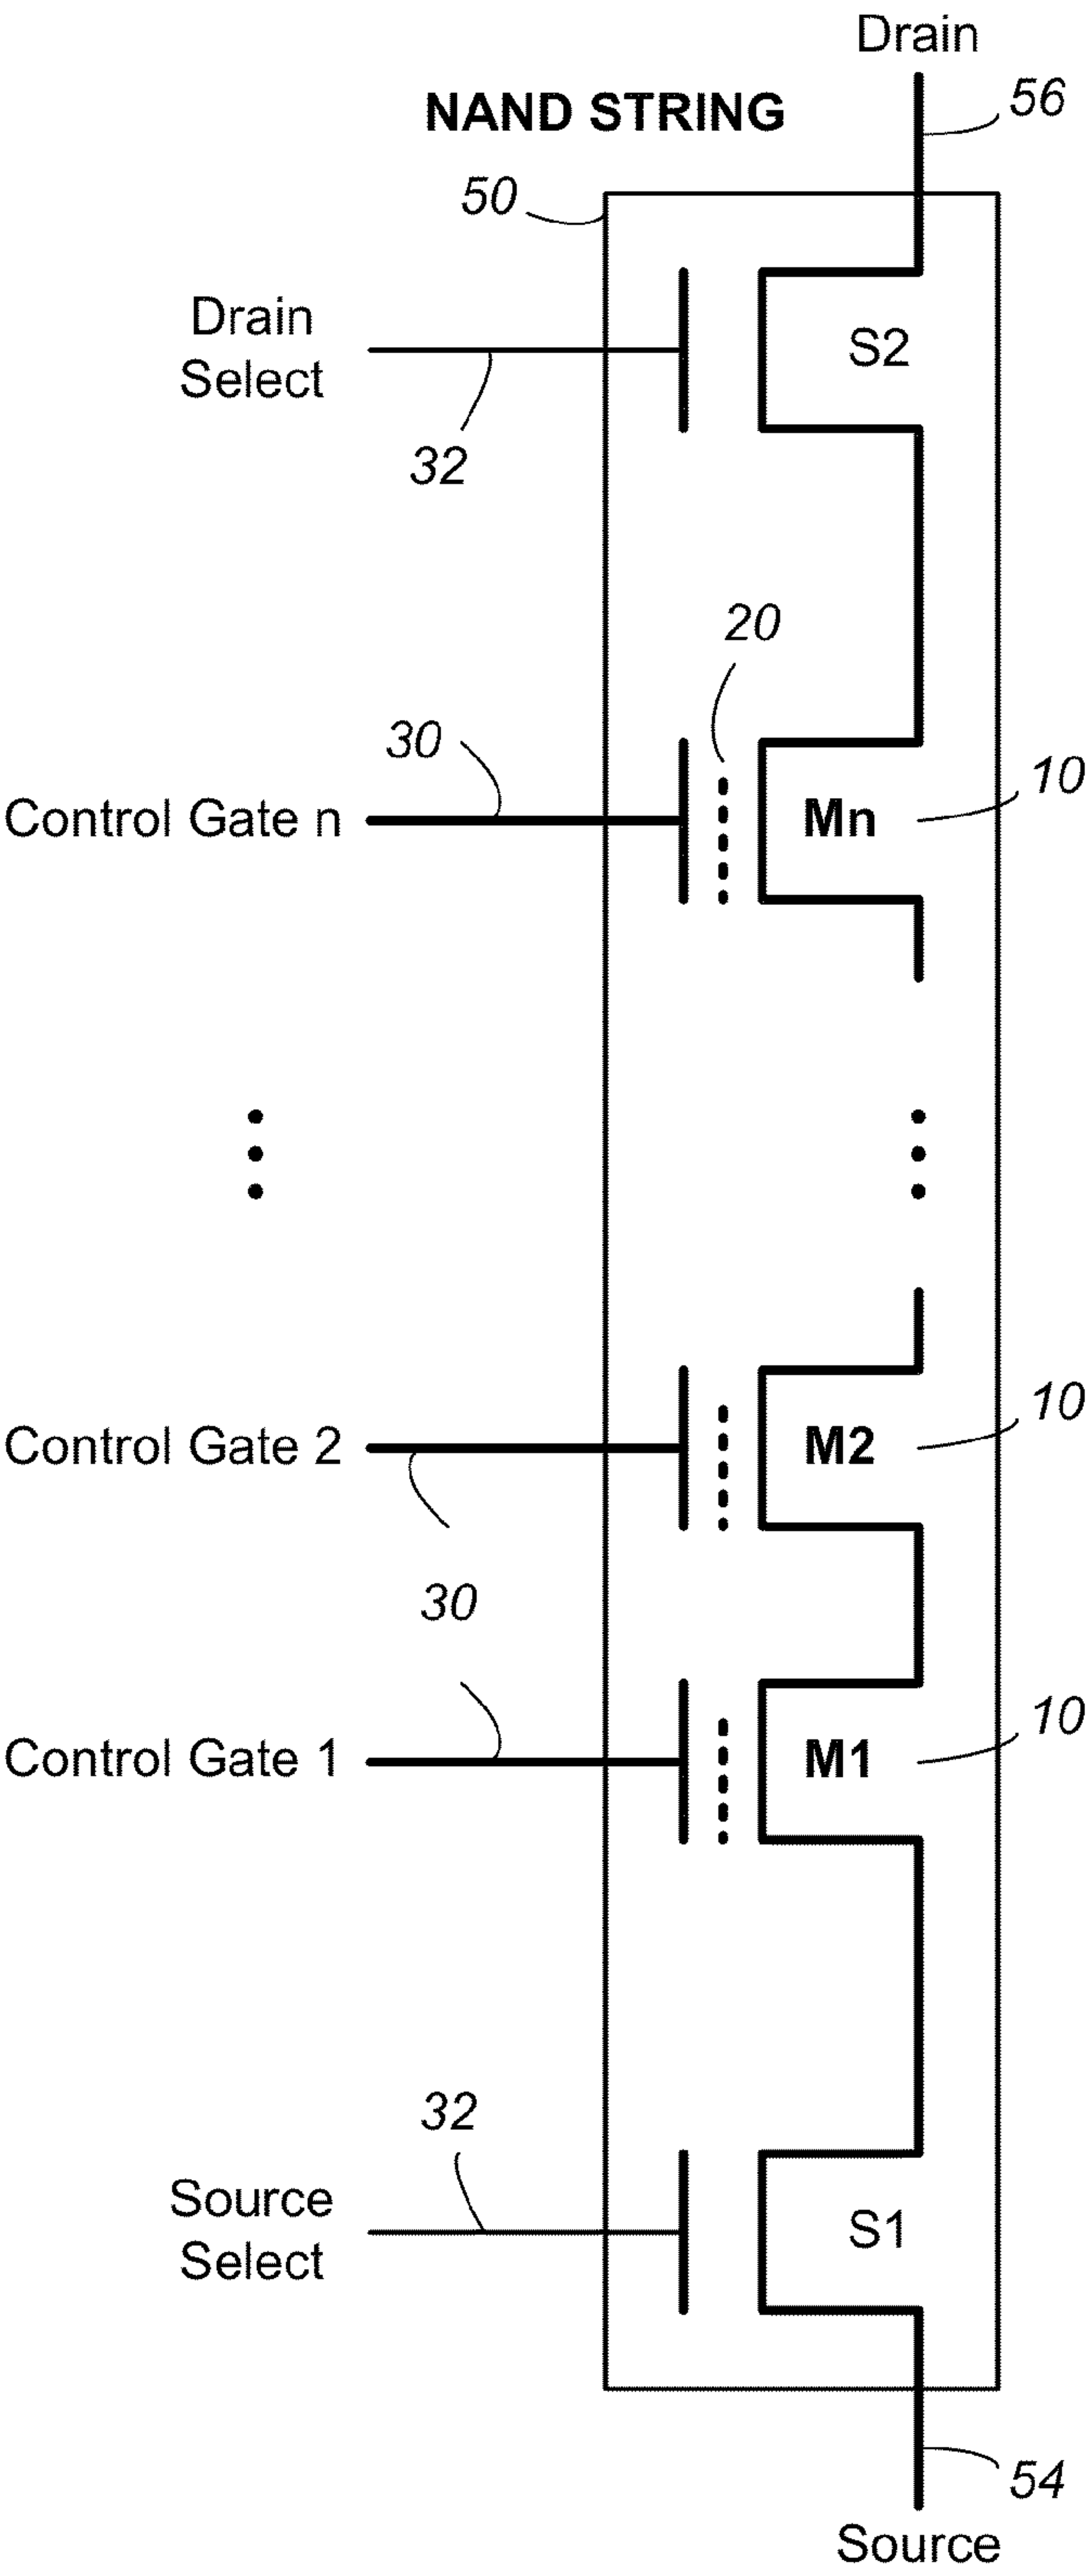 Drain
56
NAND STRING
50
Drain
Select
S2
32
20
30
10
Control Gate n
Mn
10
Control Gate 2
M2
30
10
Control Gate 1
M1
32
Source
Select
S1
54
Source